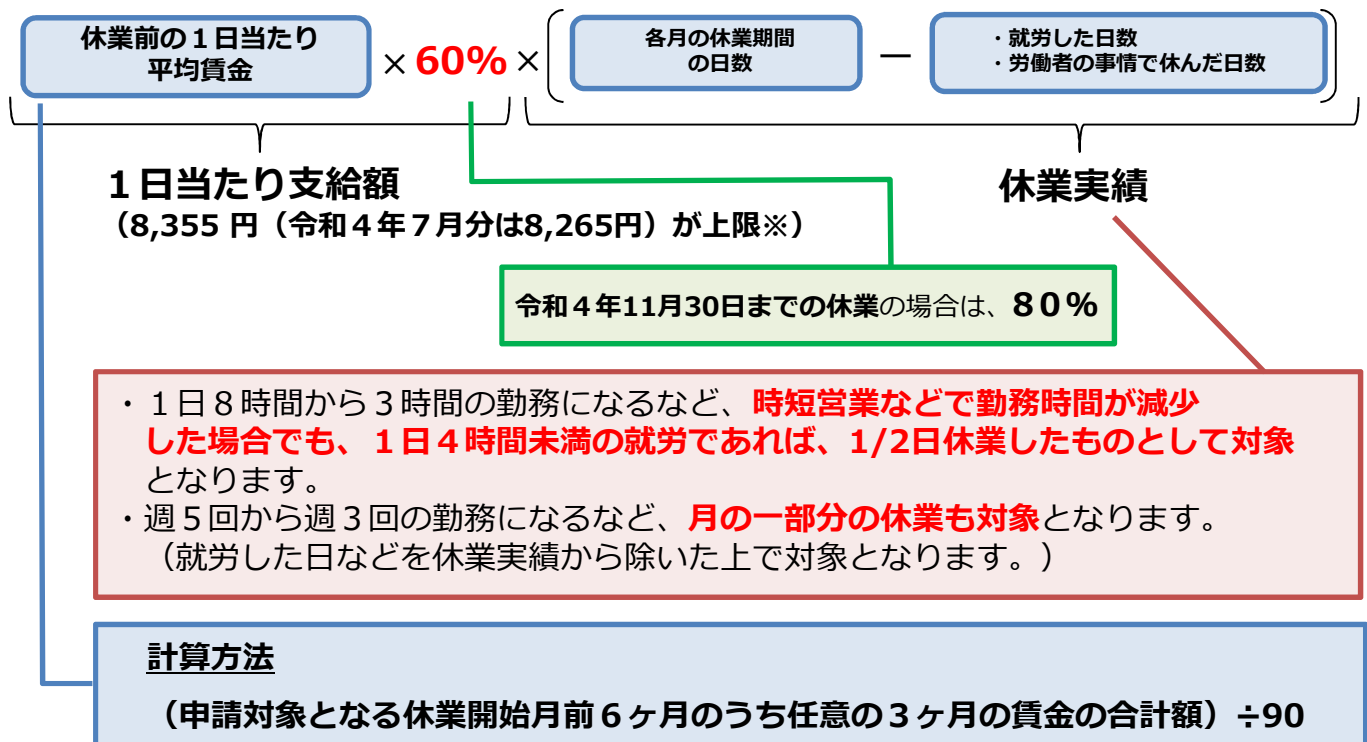 休業前の１日当たり
平均賃金
×60%×
各月の休業期間
の日数
－
・就労した日数
・労働者の事情で休んだ日数
１日当たり支給額
（8,355 円（令和４年７月分は8,265円）が上限※）
休業実績
令和４年11月30日までの休業の場合は、８０％
・１日８時間から３時間の勤務になるなど、時短営業などで勤務時間が減少
した場合でも、１日４時間未満の就労であれば、1/2日休業したものとして対象
となります。
・週５回から週３回の勤務になるなど、月の一部分の休業も対象となります。
（就労した日などを休業実績から除いた上で対象となります。）
計算方法
（申請対象となる休業開始月前６ヶ月のうち任意の３ヶ月の賃金の合計額）÷90